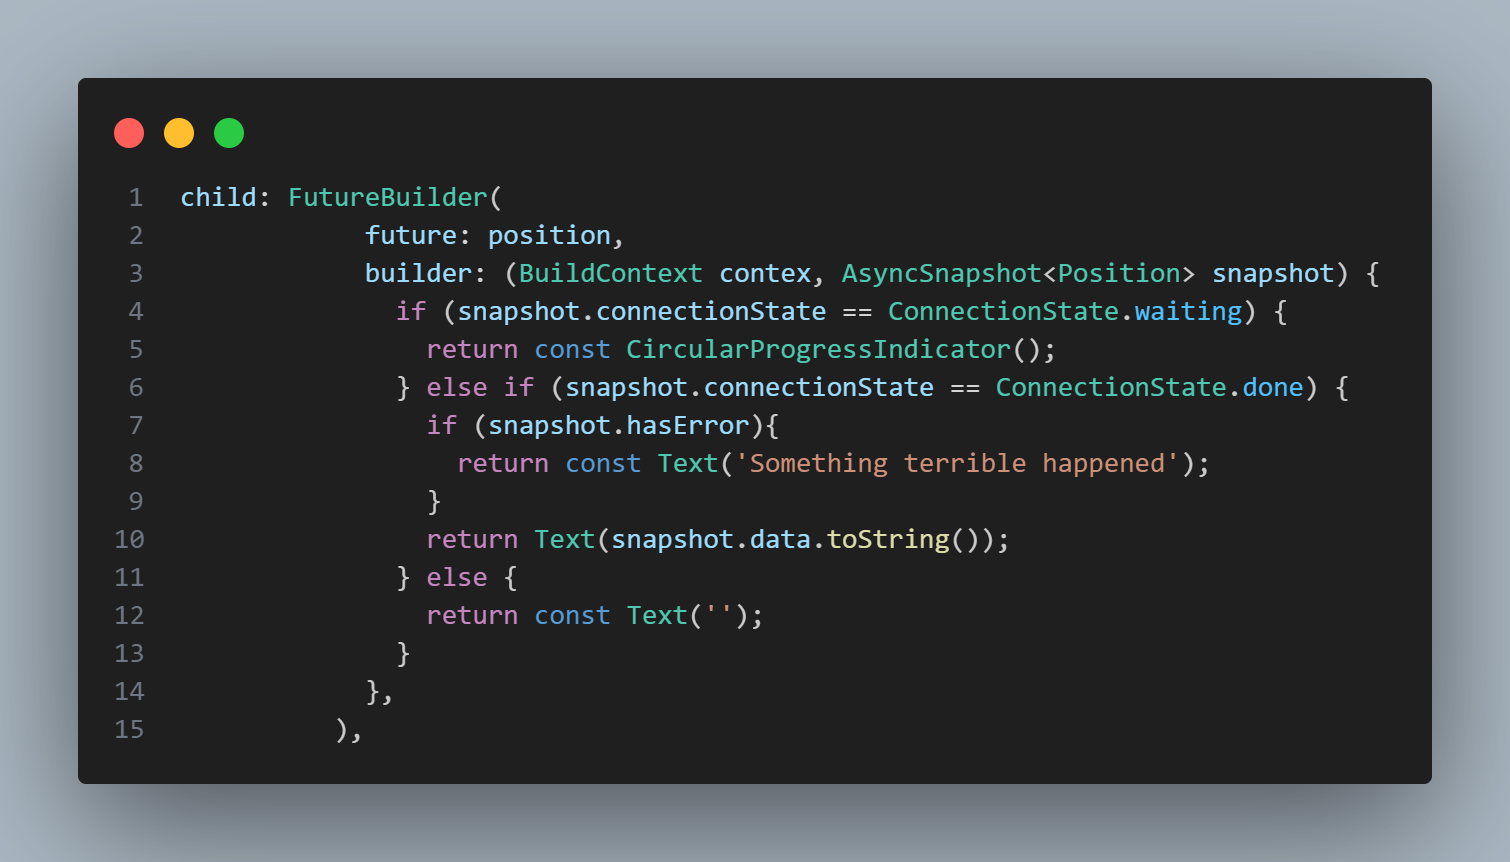 1 child: FutureBuilder(
2             future: position,
3             builder: (BuildContext contex, AsyncSnapshot<Position> snapshot) {
4               if (snapshot.connectionState == ConnectionState.waiting) {
5                 return const CircularProgressIndicator();
6               } else if (snapshot.connectionState == ConnectionState.done) {
7                 if (snapshot.hasError){
8                   return const Text('Something terrible happened');
9                 }
10                 return Text(snapshot.data.toString());
11               } else {
12                 return const Text('');
13               }
14             },
15           ),